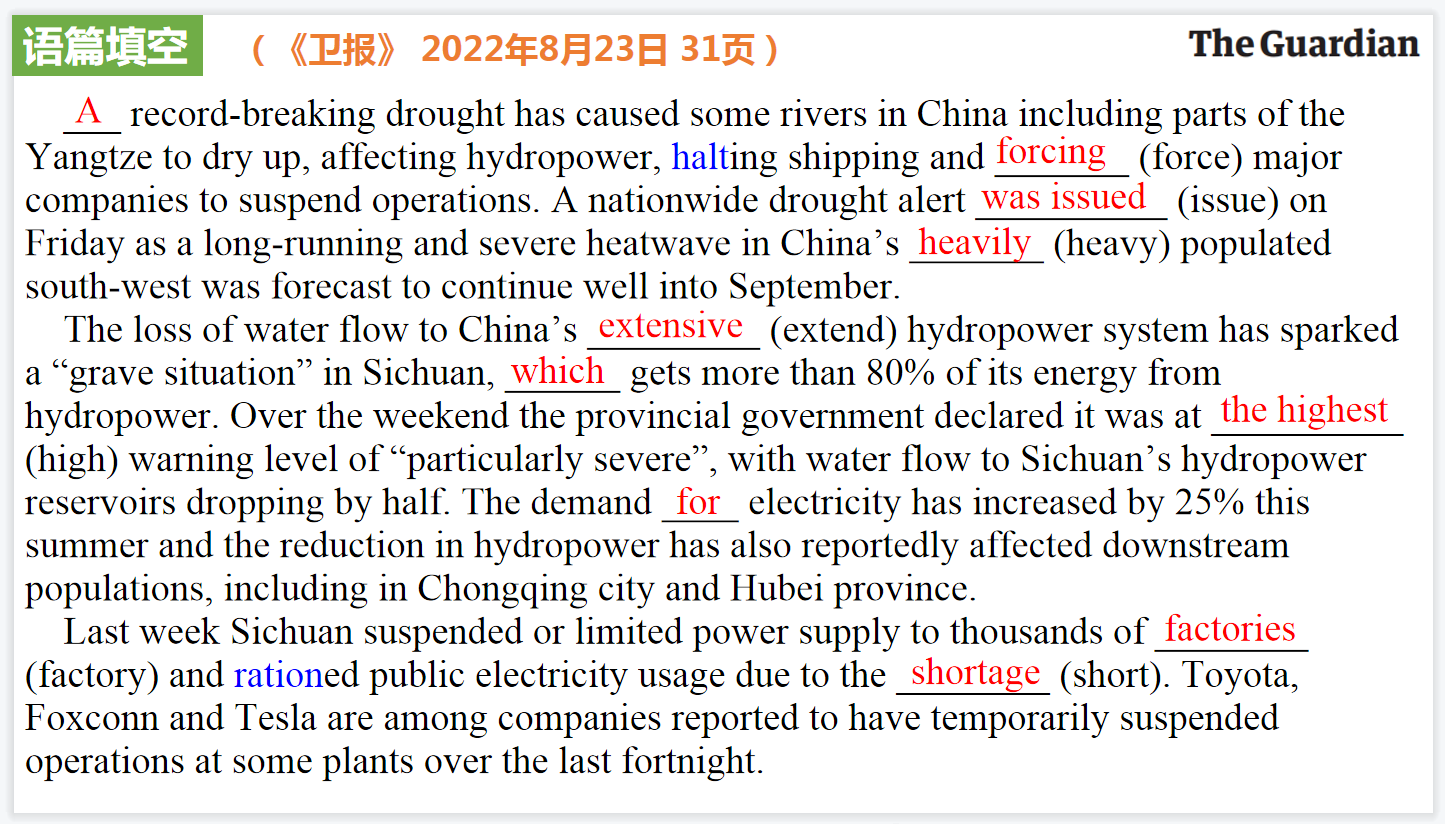 语篇填空 （《卫报》 2022年8月23日 31页） The Guardian
A record-breaking drought has caused some rivers in China including parts of the
Yangtze to dry up, affecting hydropower, halting shipping and forcing (force) major
companies to suspend operations. A nationwide drought alert was issued (issue) on
Friday as a long-running and severe heatwave in China’s heavily (heavy) populated
south-west was forecast to continue well into September.
The loss of water flow to China’s extensive (extend) hydropower system has sparked
a “grave situation” in Sichuan, which gets more than 80% of its energy from
hydropower. Over the weekend the provincial government declared it was at the highest
(high) warning level of “particularly severe”, with water flow to Sichuan’s hydropower
reservoirs dropping by half. The demand for electricity has increased by 25% this
summer and the reduction in hydropower has also reportedly affected downstream
populations, including in Chongqing city and Hubei province.
Last week Sichuan suspended or limited power supply to thousands of factories
(factory) and rationed public electricity usage due to the shortage (short). Toyota,
Foxconn and Tesla are among companies reported to have temporarily suspended
operations at some plants over the last fortnight.